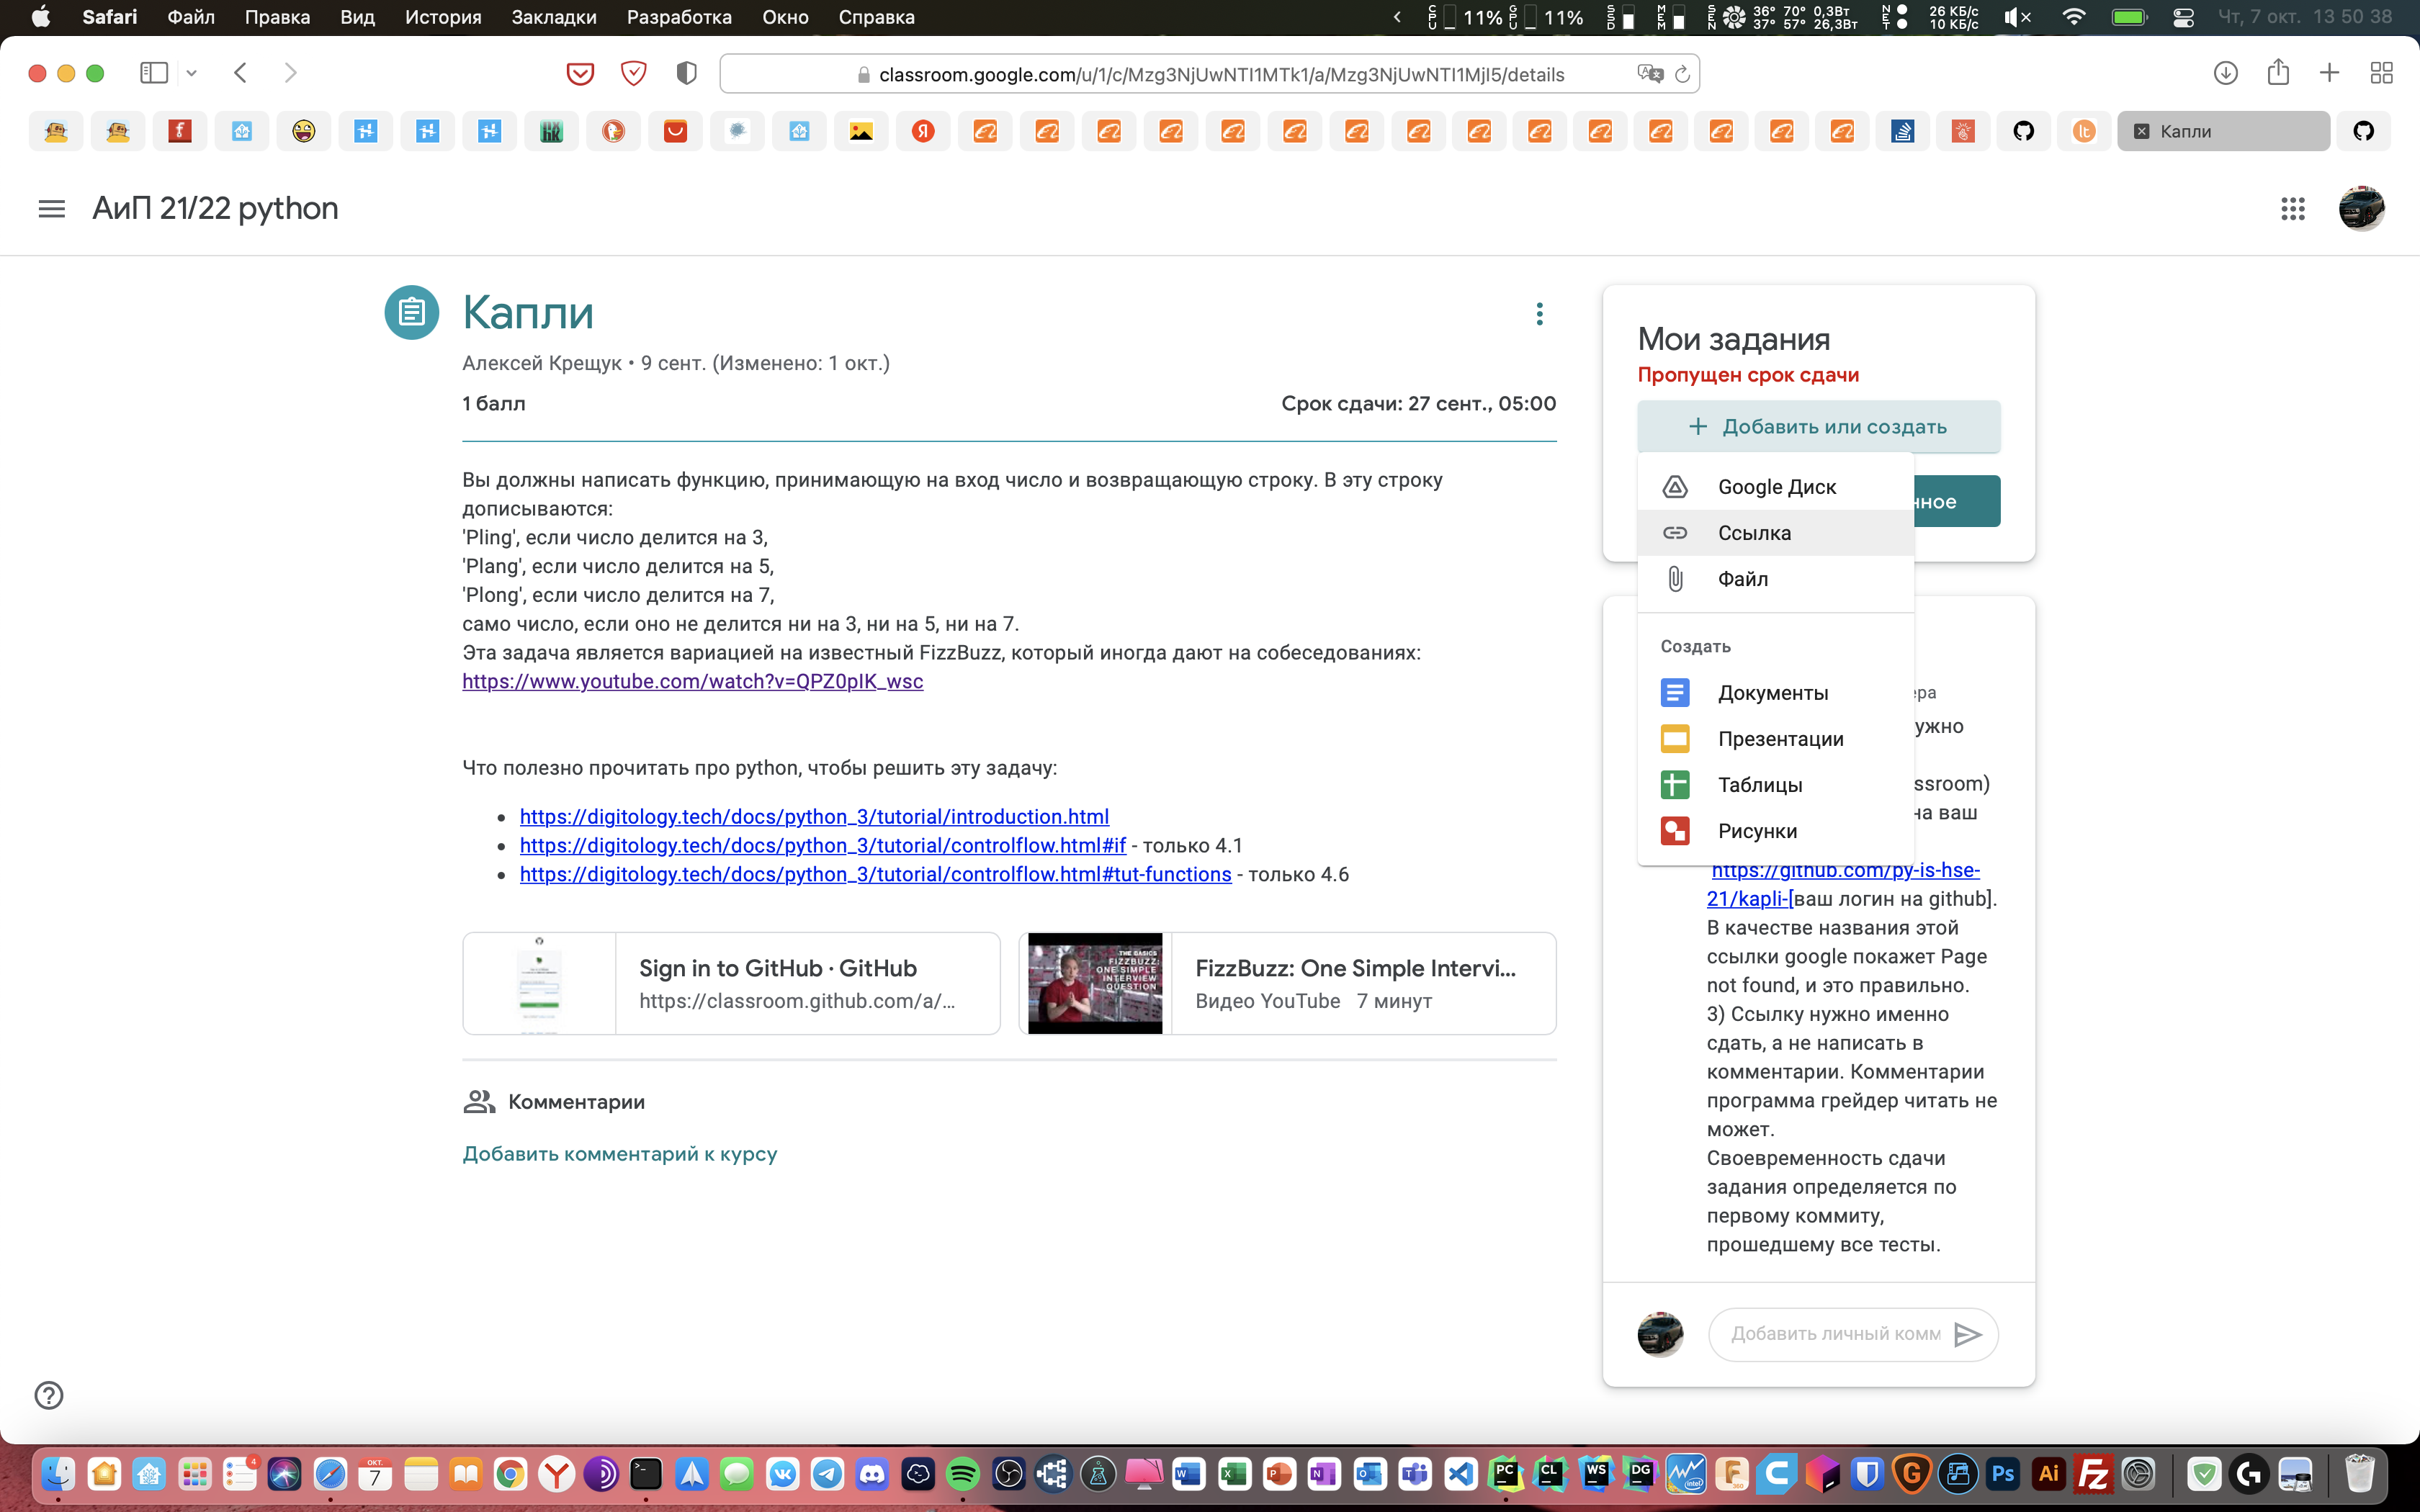 Safari Файл Правка Вид История Закладки Разработка Окно Справка
CPU 11% GPU 11% SSD MEM SEN 36° 70° 0,3Вт NET 26 КБ/с Чт, 7 окт. 13 50 38
37° 57° 26,3Вт 10 КБ/с
classroom.google.com/u/1/c/Mzg3NjUwNTI1MTk1/a/Mzg3NjUwNTI1MjI5/details
Капли
АиП 21/22 python
Капли
Алексей Крещук • 9 сент. (Изменено: 1 окт.)
1 балл
Срок сдачи: 27 сент., 05:00
Вы должны написать функцию, принимающую на вход число и возвращающую строку. В эту строку
дописываются:
'Pling', если число делится на 3,
'Plang', если число делится на 5,
'Plong', если число делится на 7,
само число, если оно не делится ни на 3, ни на 5, ни на 7.
Эта задача является вариацией на известный FizzBuzz, который иногда дают на собеседованиях:
https://www.youtube.com/watch?v=QPZ0pIK_wsc
Что полезно прочитать про python, чтобы решить эту задачу:
https://digitology.tech/docs/python_3/tutorial/introduction.html
https://digitology.tech/docs/python_3/tutorial/controlflow.html#if - только 4.1
https://digitology.tech/docs/python_3/tutorial/controlflow.html#tut-functions - только 4.6
Sign in to GitHub · GitHub
https://classroom.github.com/a/...
THE BASICS
FIZZBUZZ:
ONE SIMPLE
INTERVIEW
QUESTION
FizzBuzz: One Simple Intervi...
Видео YouTube 7 минут
Комментарии
Добавить комментарий к курсу
Мои задания
Пропущен срок сдачи
+ Добавить или создать
нное
Google Диск
Ссылка
Файл
Создать
Документы
Презентации
Таблицы
Рисунки
ера
ужно
ssroom)
на ваш
https://github.com/py-is-hse-
21/kapli-[ваш логин на github].
В качестве названия этой
ссылки google покажет Page
not found, и это правильно.
3) Ссылку нужно именно
сдать, а не написать в
комментарии. Комментарии
программа грейдер читать не
может.
Своевременность сдачи
задания определяется по
первому коммиту,
прошедшему все тесты.
Добавить личный комм